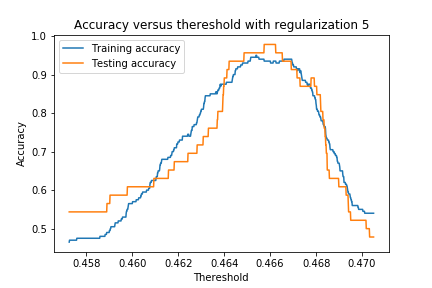 Accuracy versus thereshold with regularization 5
Training accuracy
Testing accuracy
Accuracy
1.0
0.9
0.8
0.7
0.6
0.5
0.458 0.460 0.462 0.464 0.466 0.468 0.470
Thereshold